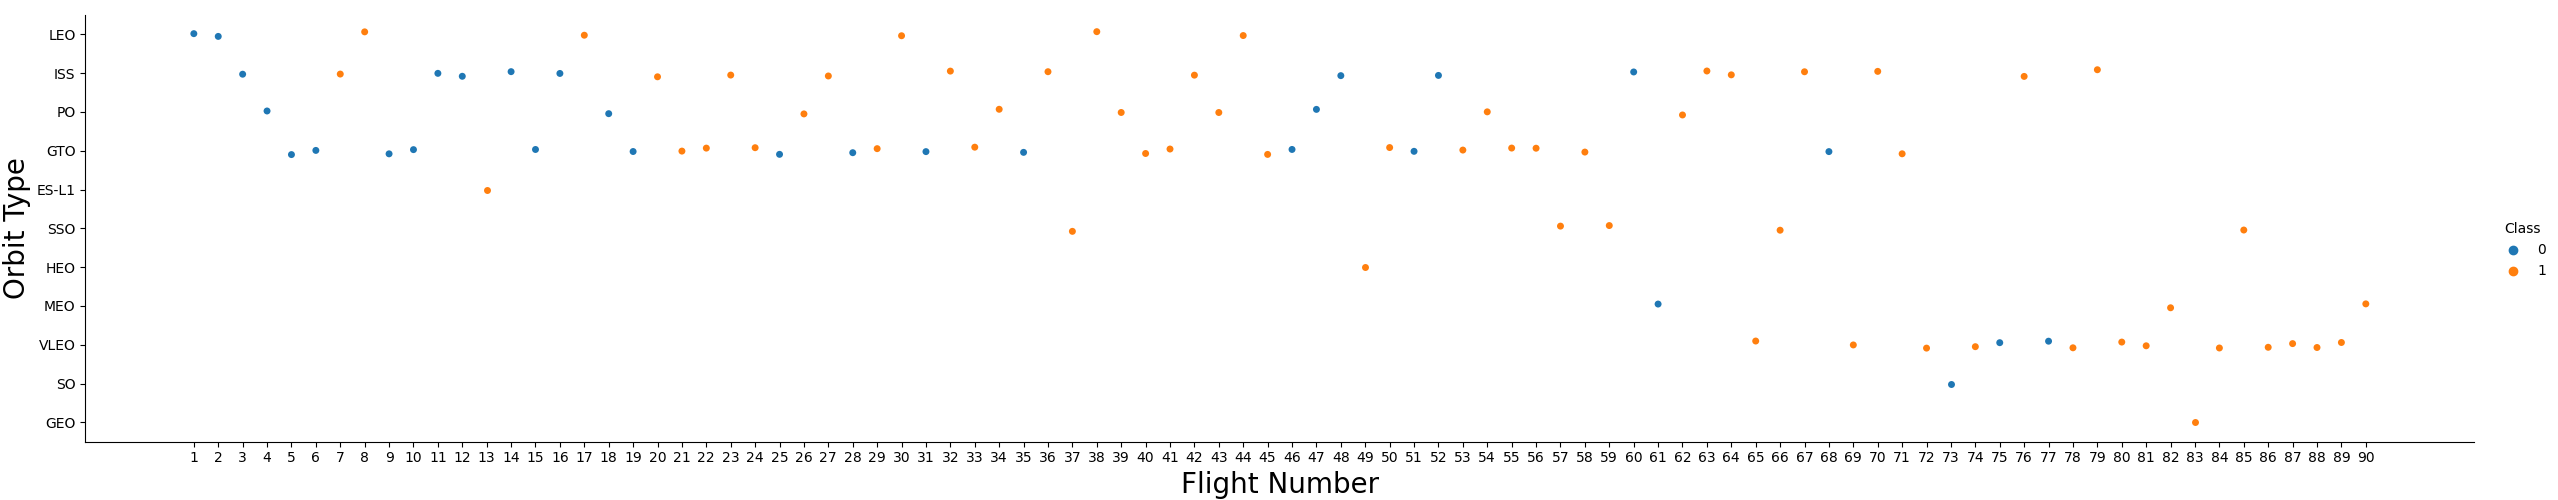 Orbit Type
LEO
ISS
PO
GTO
ES-L1
SSO
HEO
MEO
VLEO
SO
GEO
1 2 3 4 5 6 7 8 9 10 11 12 13 14 15 16 17 18 19 20 21 22 23 24 25 26 27 28 29 30 31 32 33 34 35 36 37 38 39 40 41 42 43 44 45 46 47 48 49 50 51 52 53 54 55 56 57 58 59 60 61 62 63 64 65 66 67 68 69 70 71 72 73 74 75 76 77 78 79 80 81 82 83 84 85 86 87 88 89 90
Flight Number
Class
0
1